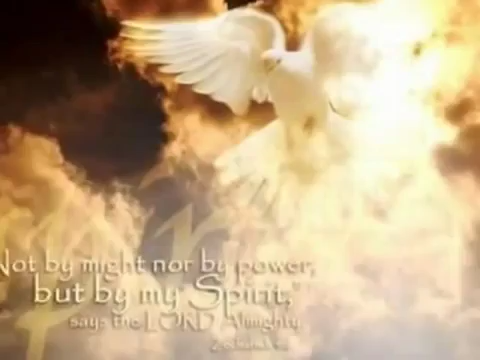 Not by might nor by power,
but by my Spirit,"
says the LORD Almighty.